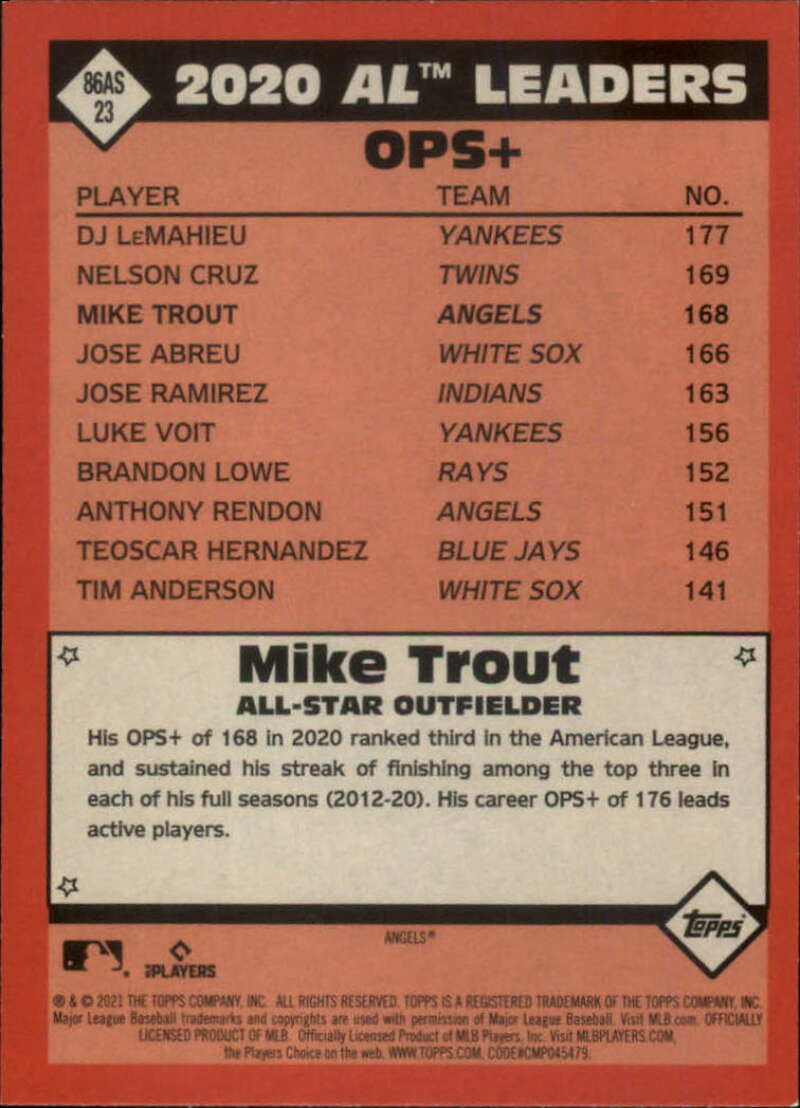 86AS
23
2020 AL™ LEADERS
OPS+
PLAYER TEAM NO.
DJ LEMAHIEU YANKEES 177
NELSON CRUZ TWINS 169
MIKE TROUT ANGELS 168
JOSE ABREU WHITE SOX 166
JOSE RAMIREZ INDIANS 163
LUKE VOIT YANKEES 156
BRANDON LOWE RAYS 152
ANTHONY RENDON ANGELS 151
TEOSCAR HERNANDEZ BLUE JAYS 146
TIM ANDERSON WHITE SOX 141
Mike Trout
ALL-STAR OUTFIELDER
His OPS+ of 168 in 2020 ranked third in the American League,
and sustained his streak of finishing among the top three in
each of his full seasons (2012-20). His career OPS+ of 176 leads
active players.
Topps
ANGELS®
PLAYERS
® & © 2021 THE TOPPS COMPANY, INC. ALL RIGHTS RESERVED. TOPPS IS A REGISTERED TRADEMARK OF THE TOPPS COMPANY, INC.
Major League Baseball trademarks and copyrights are used with permission of Major League Baseball. Visit MLB.com. OFFICIALLY
LICENSED PRODUCT OF MLB. Officially Licensed Product of MLB Players, Inc. Visit MLBPLAYERS.COM,
the Players Choice on the web. WWW.TOPPS.COM. CODE#CMP045479.